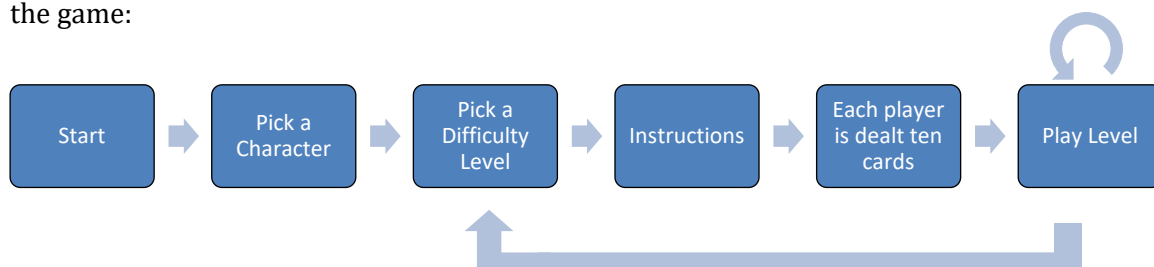 the game:
Start
Pick a
Character
Pick a
Difficulty
Level
Instructions
Each player
is dealt ten
cards
Play Level